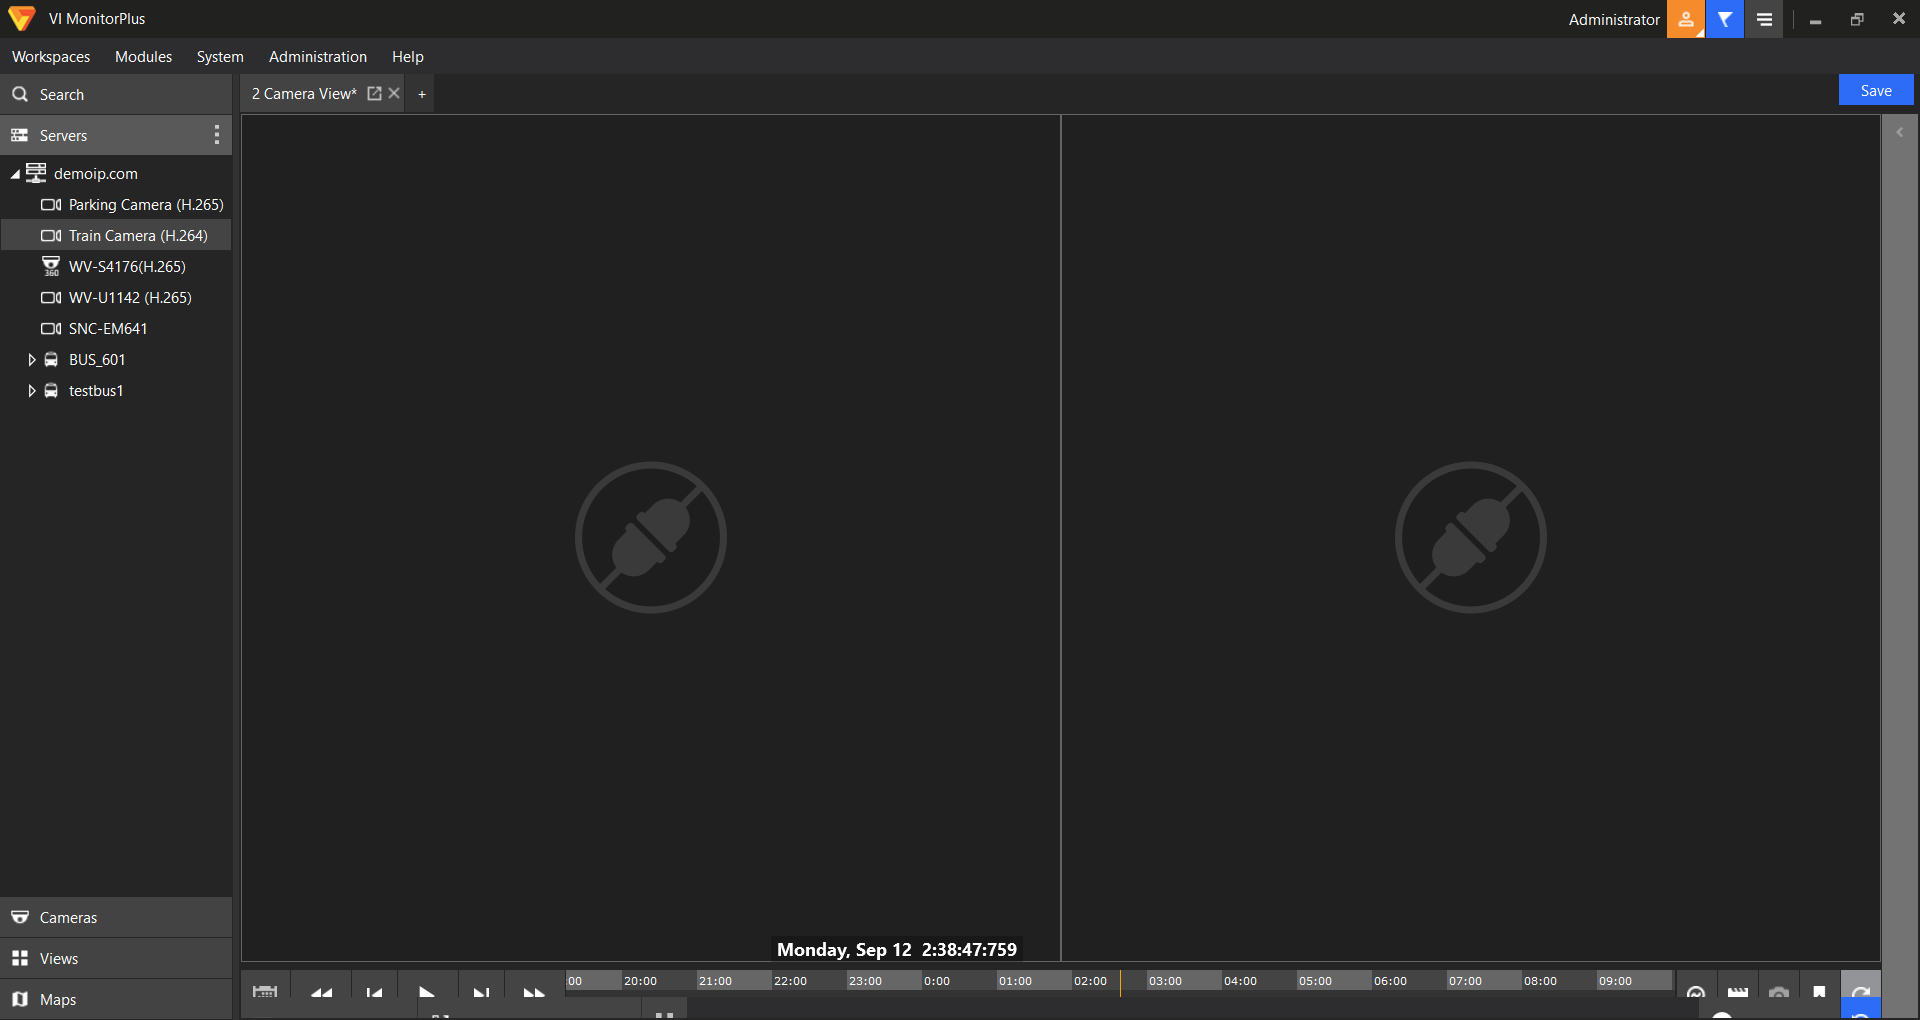 VI MonitorPlus
Administrator
Workspaces Modules System Administration Help
Search
2 Camera View* +
Save
Servers
demoip.com
Parking Camera (H.265)
Train Camera (H.264)
360 WV-S4176(H.265)
WV-U1142 (H.265)
SNC-EM641
BUS_601
testbus1
Cameras
Views
Maps
Monday, Sep 12 2:38:47:759
00 20:00 21:00 22:00 23:00 0:00 01:00 02:00 03:00 04:00 05:00 06:00 07:00 08:00 09:00